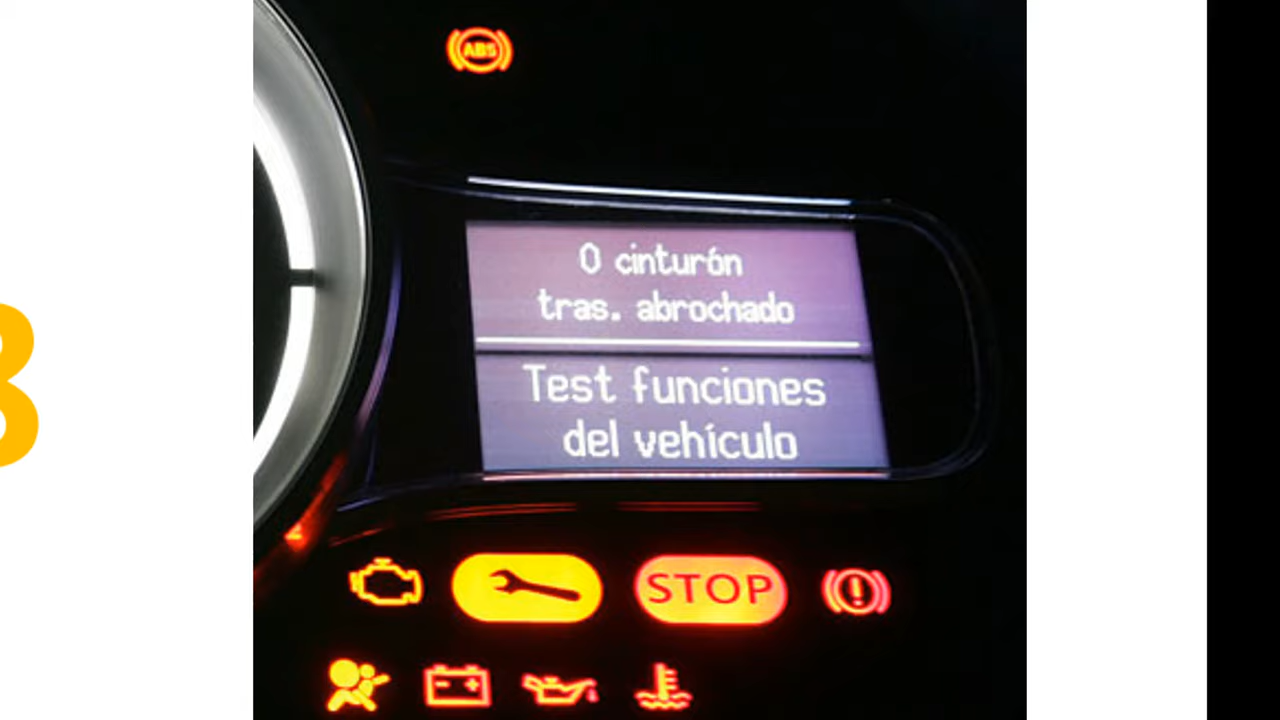 ABS
0 cinturón
tras. abrochado
Test funciones
del vehículo
STOP